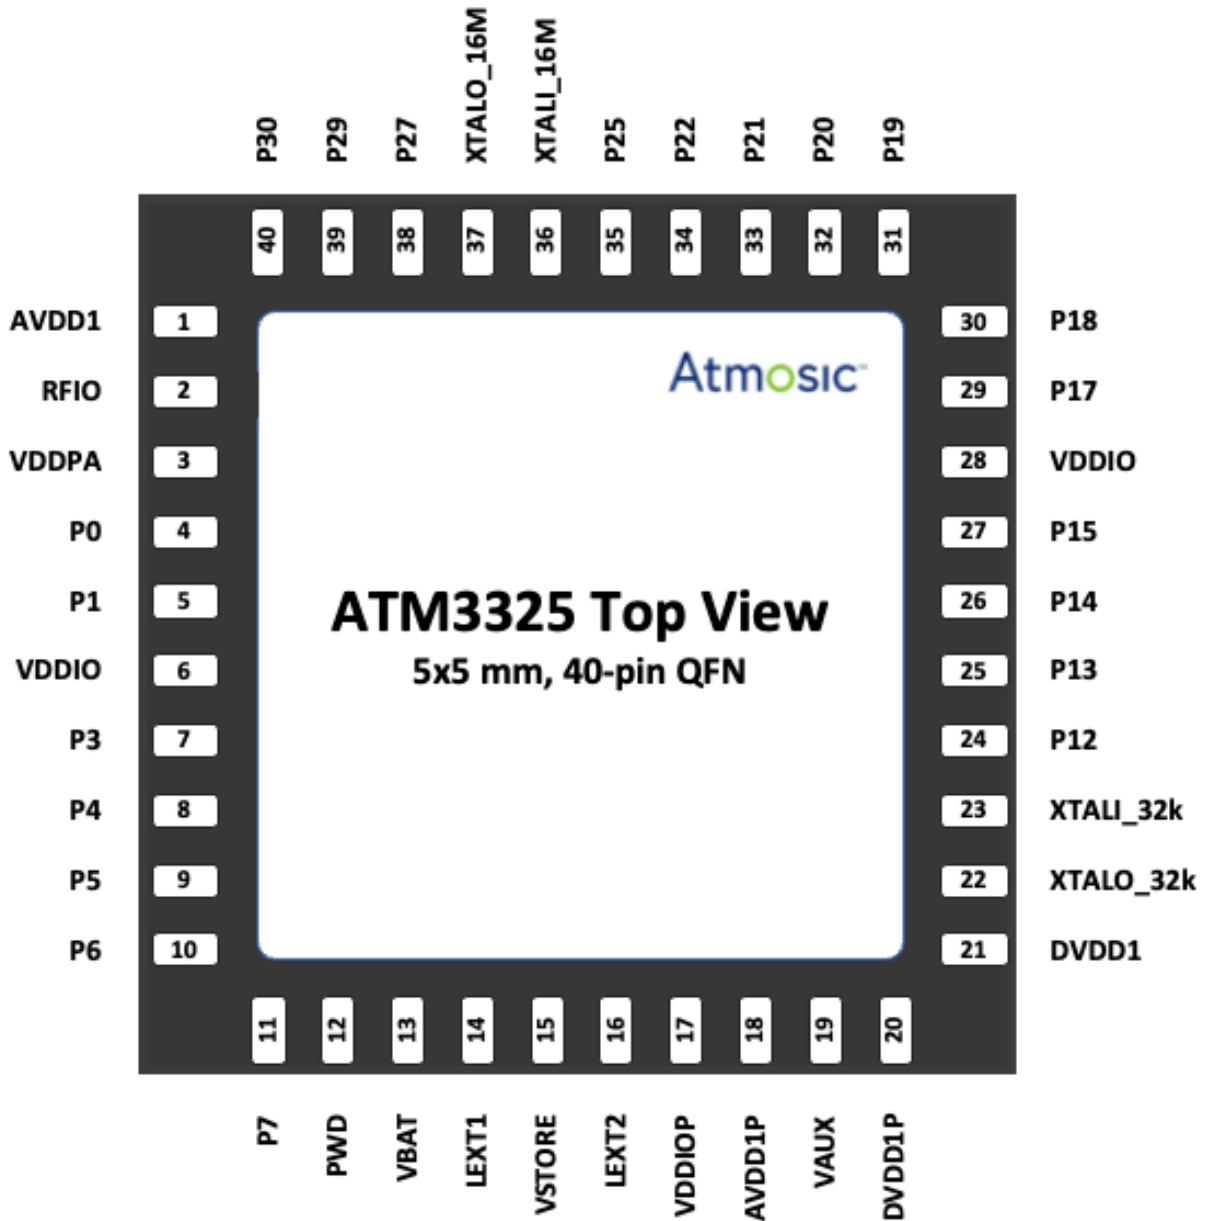 P30 P29 P27 XTALO_16M XTALI_16M P25 P22 P21 P20 P19
40 39 38 37 36 35 34 33 32 31
AVDD1 1 30 P18
RFIO 2 29 P17
VDDPA 3 28 VDDIO
P0 4 27 P15
P1 5 26 P14
VDDIO 6 25 P13
P3 7 24 P12
P4 8 23 XTALI_32k
P5 9 22 XTALO_32k
P6 10 21 DVDD1
Atmosic™
ATM3325 Top View
5x5 mm, 40-pin QFN
11 12 13 14 15 16 17 18 19 20
P7 PWD VBAT LEXT1 VSTORE LEXT2 VDDIOP AVDD1P VAUX DVDD1P